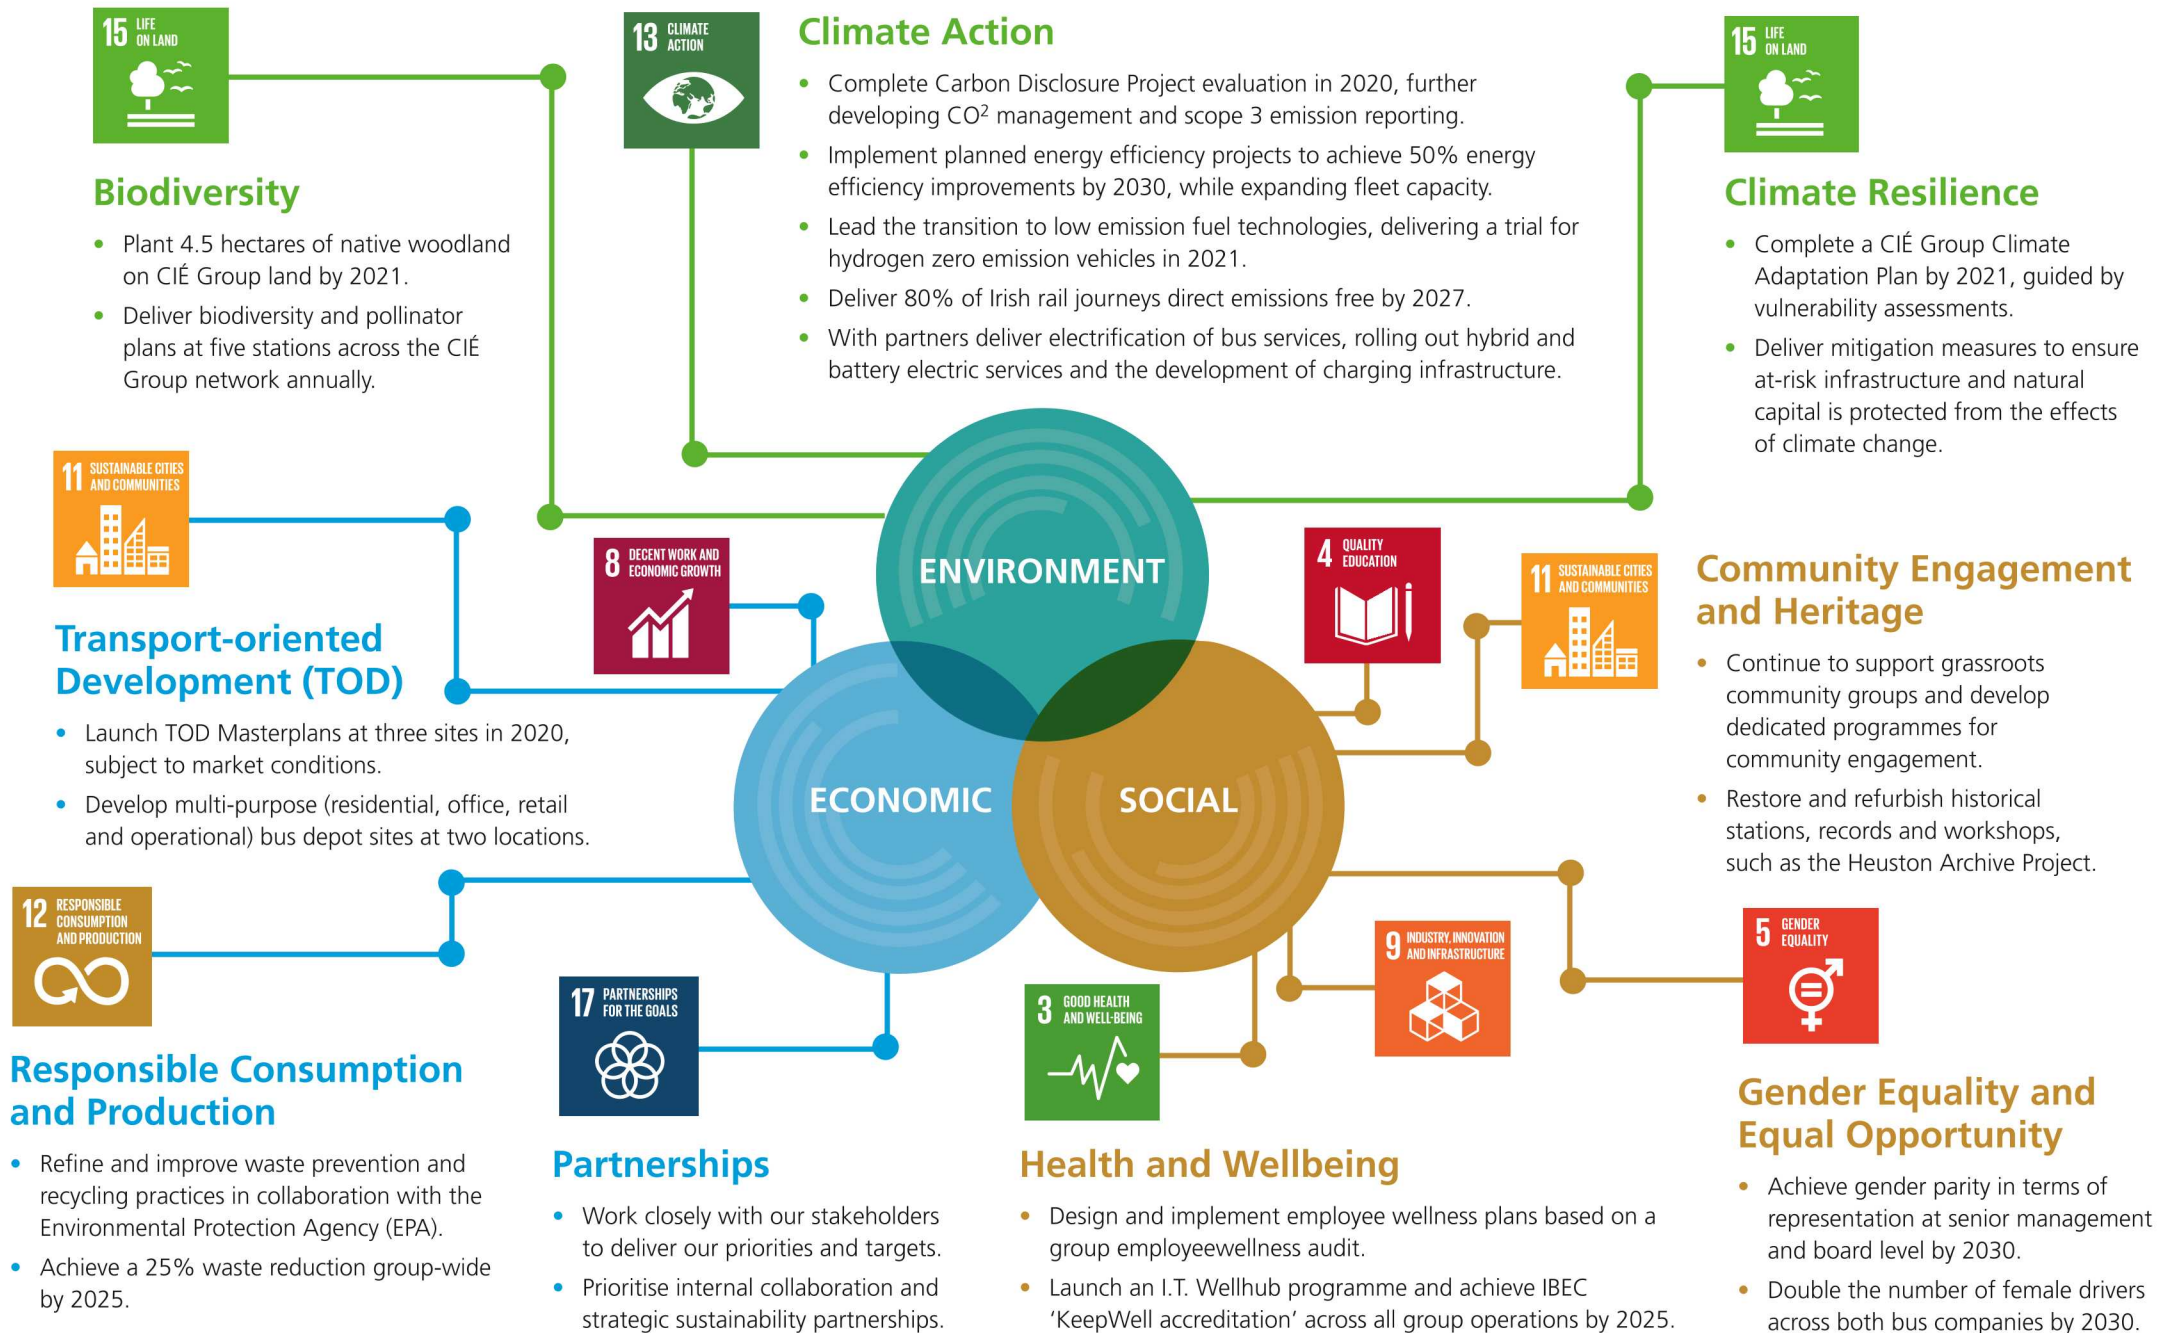 15 LIFE
ON LAND
Biodiversity
• Plant 4.5 hectares of native woodland
on CIÉ Group land by 2021.
• Deliver biodiversity and pollinator
plans at five stations across the CIÉ
Group network annually.
13 CLIMATE
ACTION
Climate Action
• Complete Carbon Disclosure Project evaluation in 2020, further
developing CO² management and scope 3 emission reporting.
• Implement planned energy efficiency projects to achieve 50% energy
efficiency improvements by 2030, while expanding fleet capacity.
• Lead the transition to low emission fuel technologies, delivering a trial for
hydrogen zero emission vehicles in 2021.
• Deliver 80% of Irish rail journeys direct emissions free by 2027.
• With partners deliver electrification of bus services, rolling out hybrid and
battery electric services and the development of charging infrastructure.
15 LIFE
ON LAND
Climate Resilience
• Complete a CIÉ Group Climate
Adaptation Plan by 2021, guided by
vulnerability assessments.
• Deliver mitigation measures to ensure
at-risk infrastructure and natural
capital is protected from the effects
of climate change.
11 SUSTAINABLE CITIES
AND COMMUNITIES
Transport-oriented
Development (TOD)
• Launch TOD Masterplans at three sites in 2020,
subject to market conditions.
• Develop multi-purpose (residential, office, retail
and operational) bus depot sites at two locations.
8 DECENT WORK AND
ECONOMIC GROWTH
ENVIRONMENT
ECONOMIC
SOCIAL
4 QUALITY
EDUCATION
11 SUSTAINABLE CITIES
AND COMMUNITIES
Community Engagement
and Heritage
• Continue to support grassroots
community groups and develop
dedicated programmes for
community engagement.
• Restore and refurbish historical
stations, records and workshops,
such as the Heuston Archive Project.
12 RESPONSIBLE
CONSUMPTION
AND PRODUCTION
Responsible Consumption
and Production
• Refine and improve waste prevention and
recycling practices in collaboration with the
Environmental Protection Agency (EPA).
• Achieve a 25% waste reduction group-wide
by 2025.
17 PARTNERSHIPS
FOR THE GOALS
Partnerships
• Work closely with our stakeholders
to deliver our priorities and targets.
• Prioritise internal collaboration and
strategic sustainability partnerships.
3 GOOD HEALTH
AND WELL-BEING
9 INDUSTRY, INNOVATION
AND INFRASTRUCTURE
Health and Wellbeing
• Design and implement employee wellness plans based on a
group employeewellness audit.
• Launch an I.T. Wellhub programme and achieve IBEC
‘KeepWell accreditation’ across all group operations by 2025.
5 GENDER
EQUALITY
Gender Equality and
Equal Opportunity
• Achieve gender parity in terms of
representation at senior management
and board level by 2030.
• Double the number of female drivers
across both bus companies by 2030.